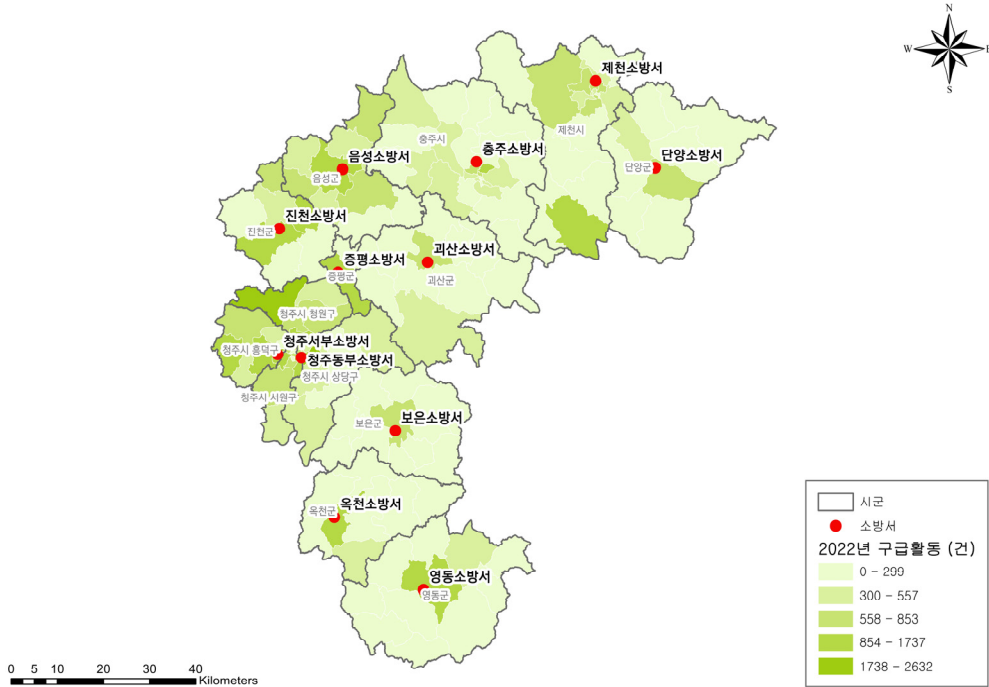 N
W
E
S
제천소방서
제천시
충주시
충주소방서
단양소방서
단양군
음성소방서
음성군
진천소방서
진천군
괴산소방서
괴산군
증평소방서
증평군
청주시 청원구
청주서부소방서
청주시 흥덕구
청주동부소방서
청주시 상당구
청주시 서원구
보은소방서
보은군
옥천소방서
옥천군
영동소방서
영동군
시군
소방서
2022년 구급활동 (건)
0 - 299
300 - 557
558 - 853
854 - 1737
1738 - 2632
0 5 10 20 30 40
Kilometers